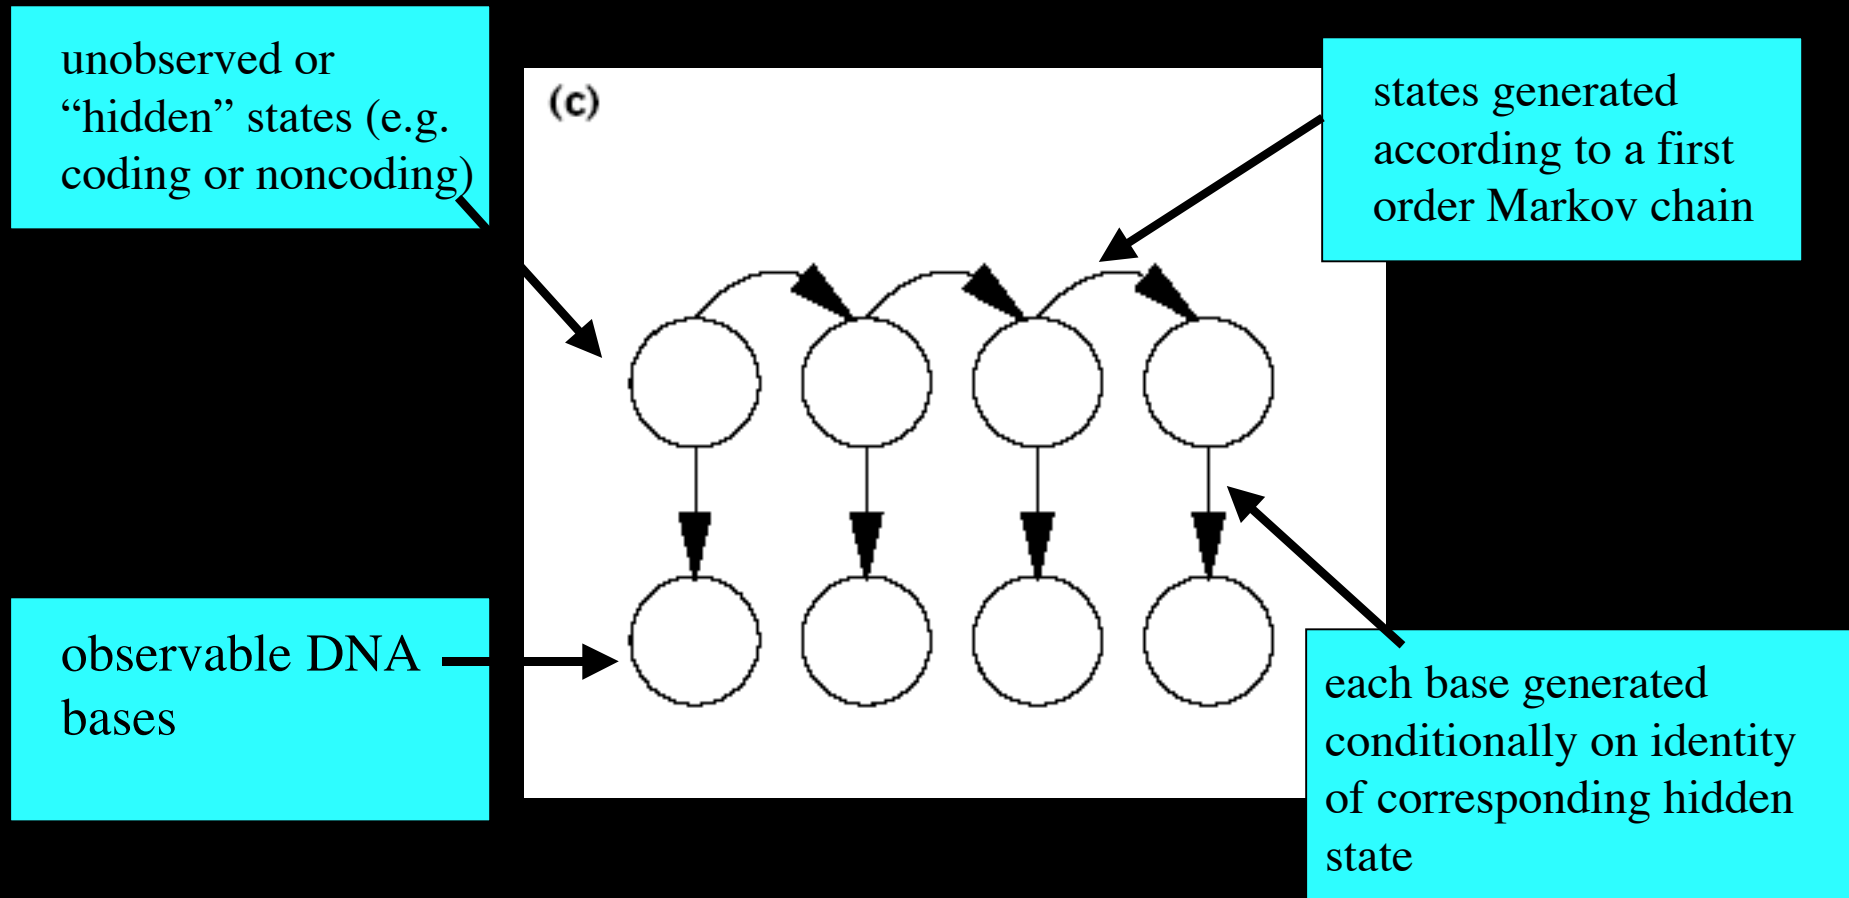 unobserved or
“hidden” states (e.g.
coding or noncoding)
(c)
states generated
according to a first
order Markov chain
observable DNA
bases
each base generated
conditionally on identity
of corresponding hidden
state